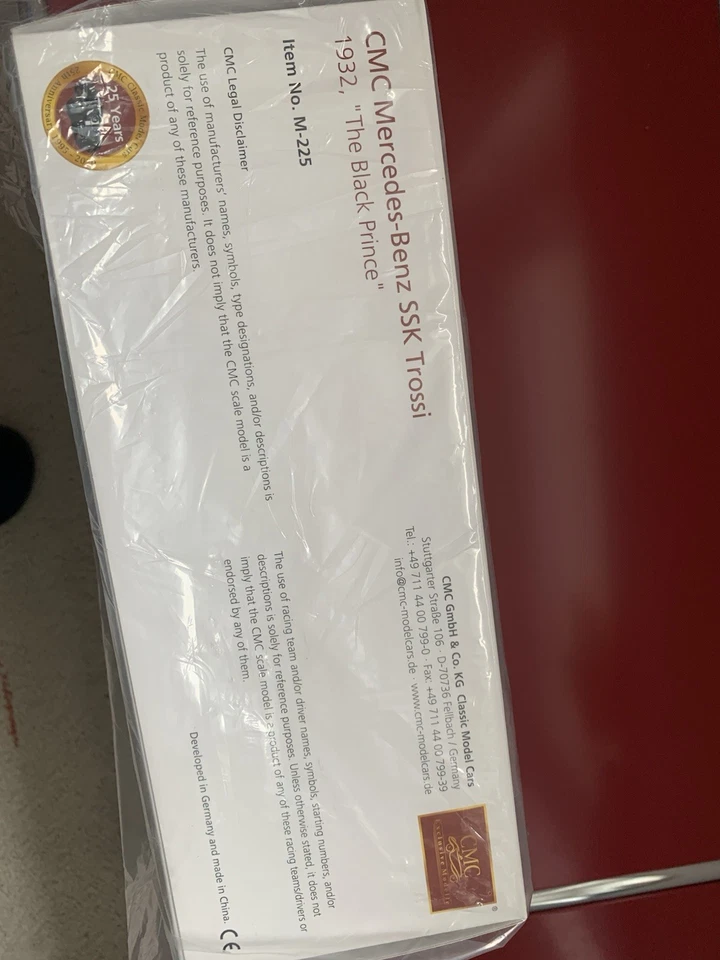 CMC Mercedes-Benz SSK Trossi
1932, "The Black Prince"
Item No. M-225
CMC Legal Disclaimer
The use of manufacturers' names, symbols, type designations, and/or descriptions is
solely for reference purposes. It does not imply that the CMC scale model is a
product of any of these manufacturers.
25 Years
CMC Classic Model Cars
CMC GmbH & Co. KG Classic Model Cars
Stuttgarter Straße 106 · D-70736 Fellbach / Germany
Tel.: +49 711 44 00 799-0 · Fax: +49 711 44 00 799-39
info@cmc-modelcars.de · www.cmc-modelcars.de
CMC
Exclusive Modelle
®
The use of racing team and/or driver names, symbols, starting numbers, and/or
descriptions is solely for reference purposes. Unless otherwise stated, it does not
imply that the CMC scale model is a product of any of these racing teams/drivers or
endorsed by any of them.
Developed in Germany and made in China. CE